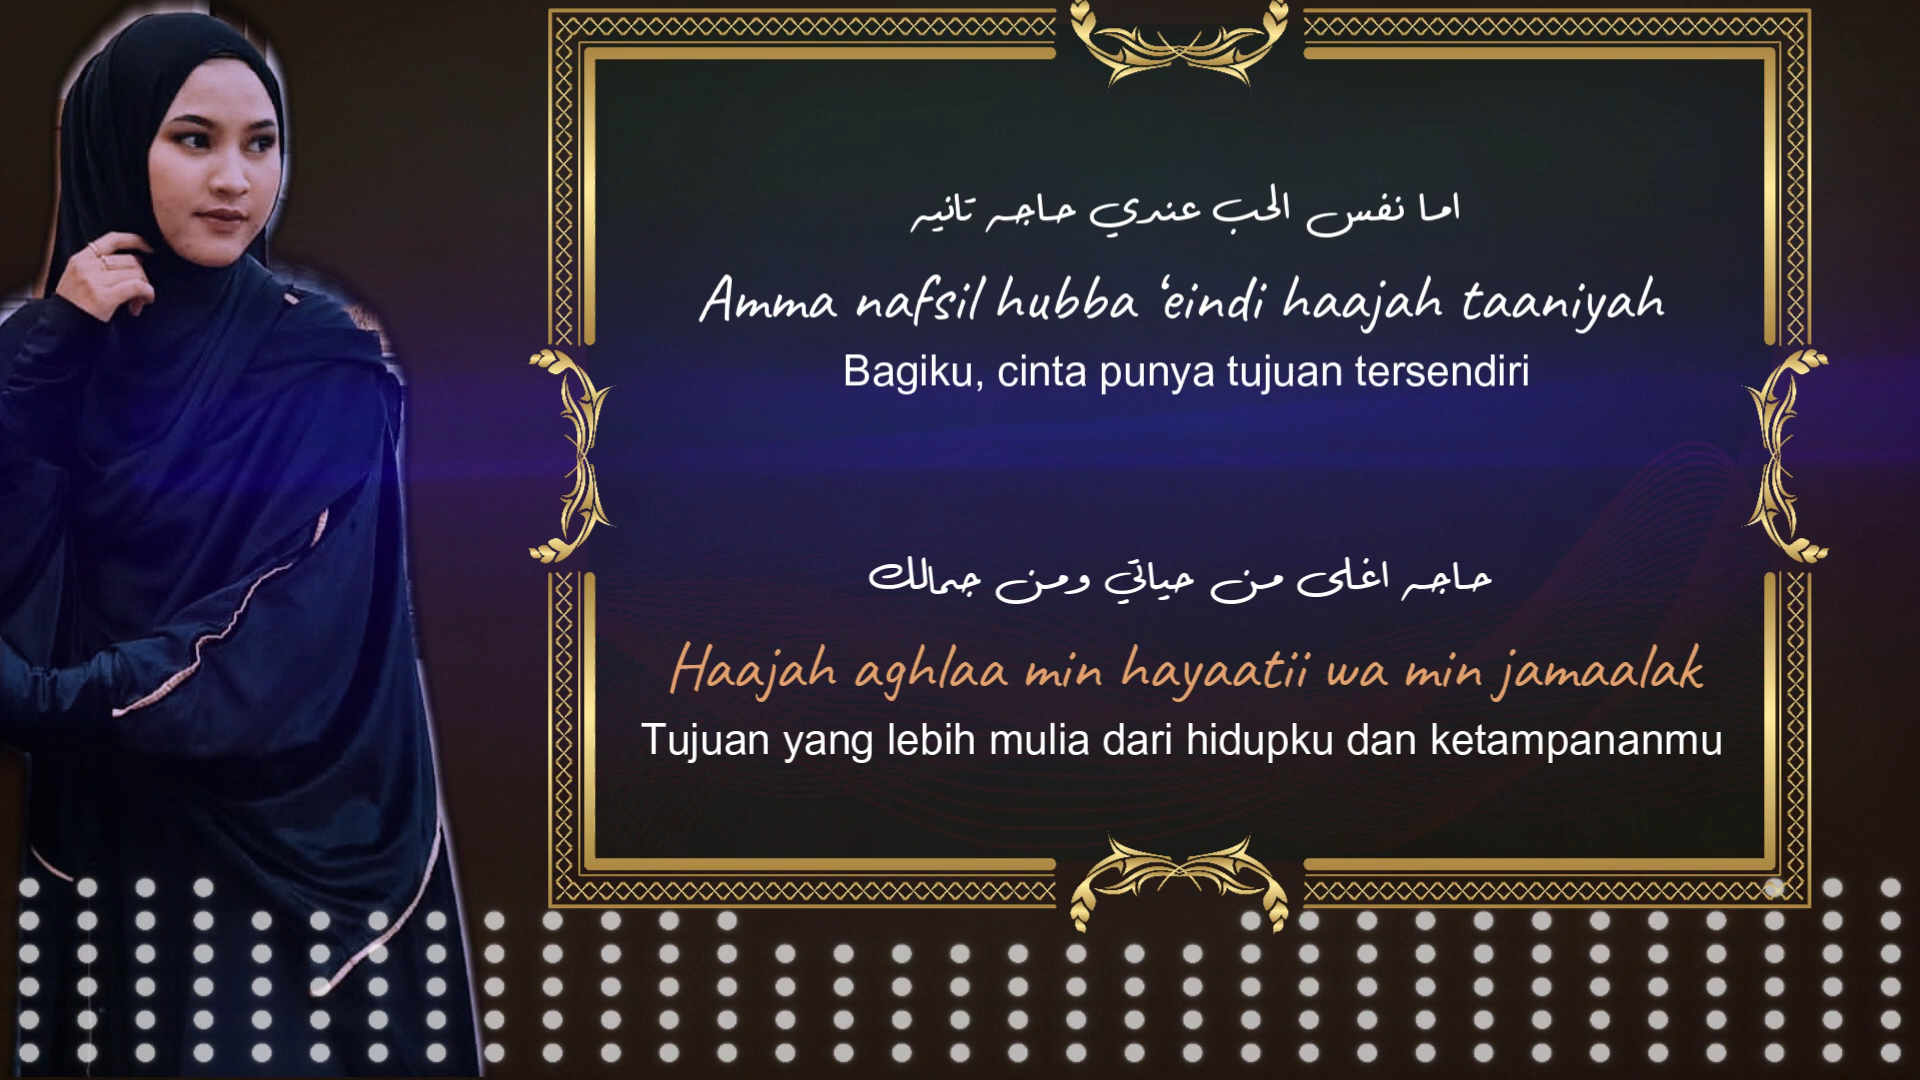 اما نفس الحب عندي حاجه تانيه
Amma nafsil hubba ‘eindi haajah taaniyah
Bagiku, cinta punya tujuan tersendiri
حاجه اغلى من حياتي ومن جمالك
Haajah aghlaa min hayaatii wa min jamaalak
Tujuan yang lebih mulia dari hidupku dan ketampananmu